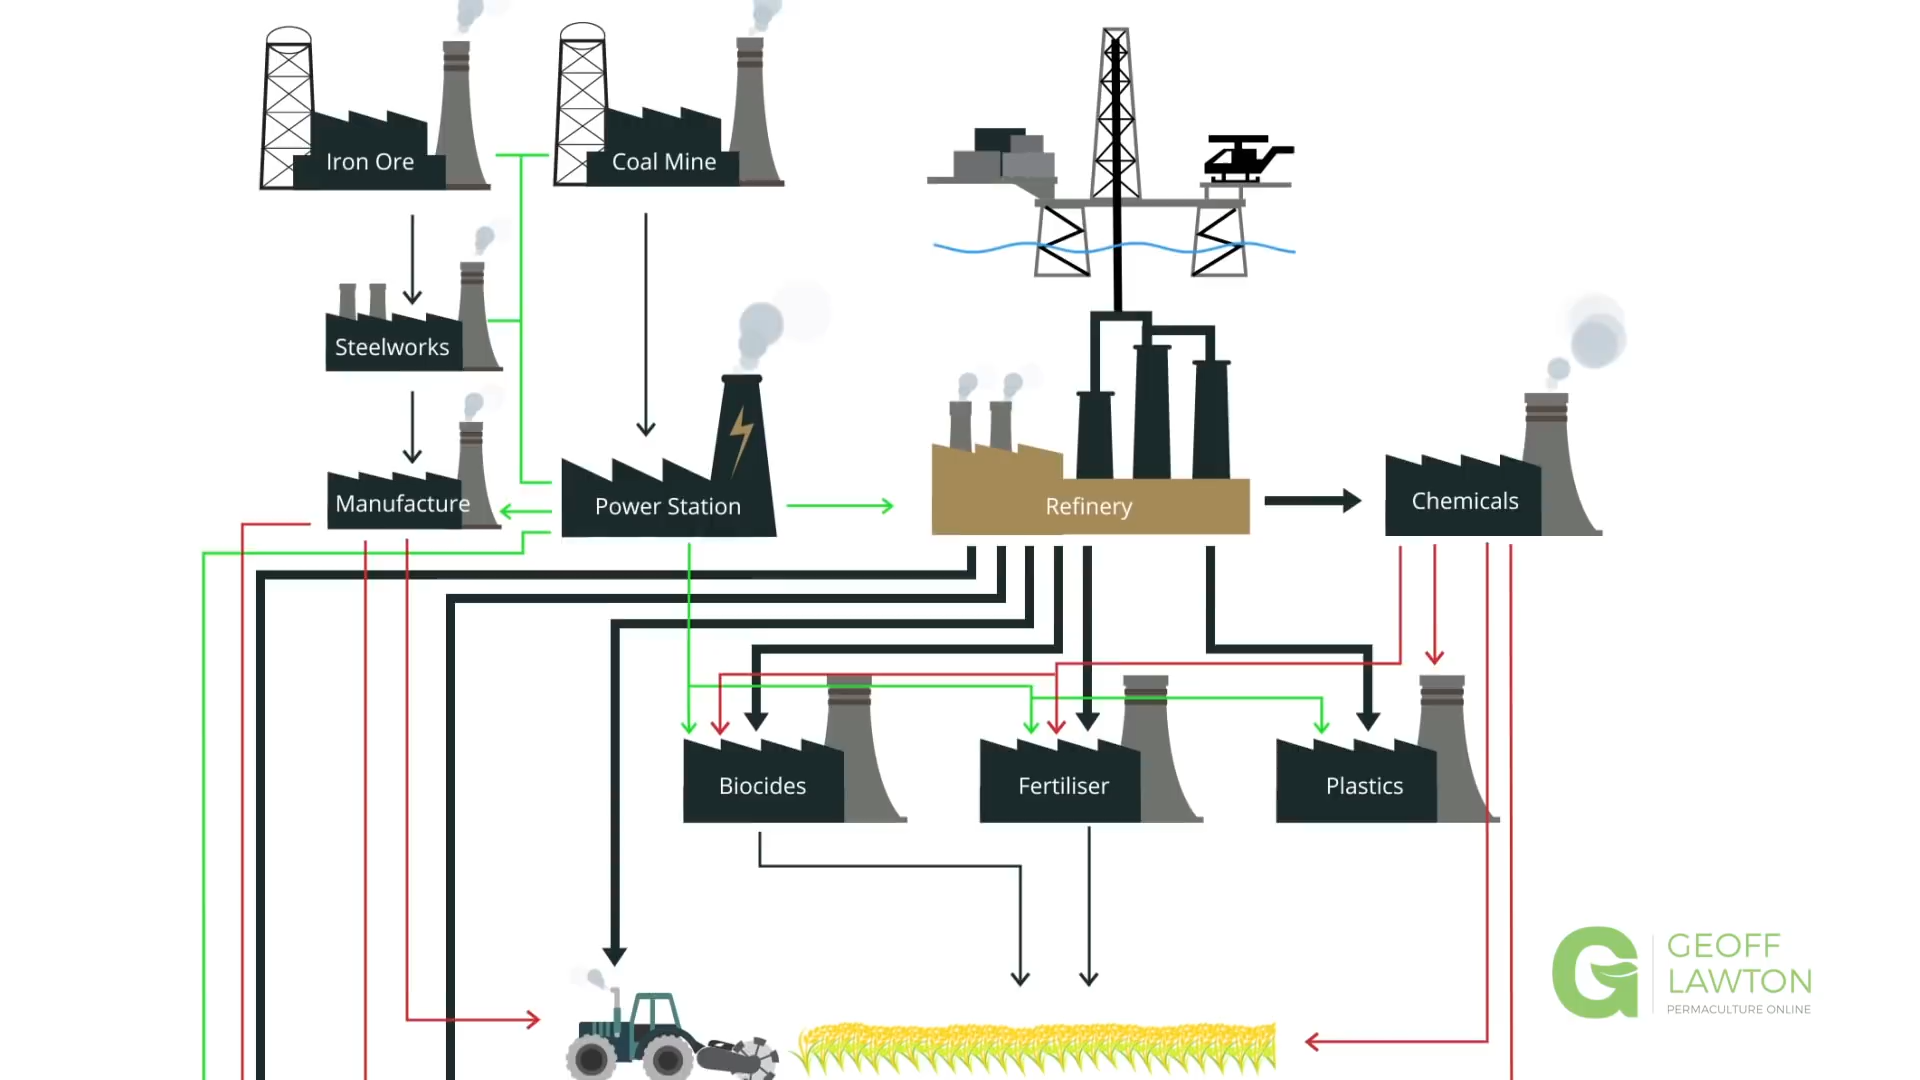 Iron Ore
Coal Mine
Steelworks
Manufacture
Power Station
Refinery
Chemicals
Biocides
Fertiliser
Plastics
GEOFF
LAWTON
PERMACULTURE ONLINE